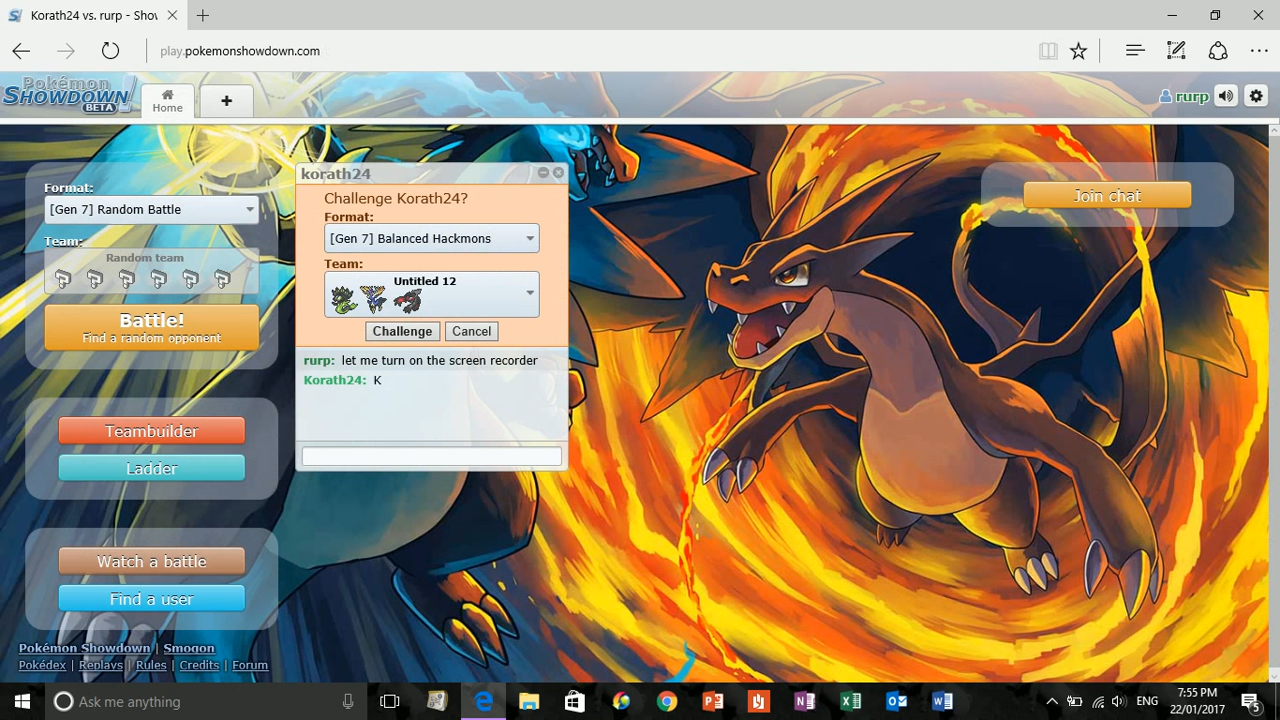 Korath24 vs. rurp - Show
play.pokemonshowdown.com
Pokémon
SHOWDOWN
BETA
Home
rurp
Format:
[Gen 7] Random Battle
Team:
Random team
Battle!
Find a random opponent
Teambuilder
Ladder
Watch a battle
Find a user
Pokémon Showdown | Smogon
Pokédex | Replays | Rules | Credits | Forum
korath24
Challenge Korath24?
Format:
[Gen 7] Balanced Hackmons
Team:
Untitled 12
Challenge Cancel
rurp: let me turn on the screen recorder
Korath24: K
Join chat
Ask me anything
ENG
7:55 PM
22/01/2017
5